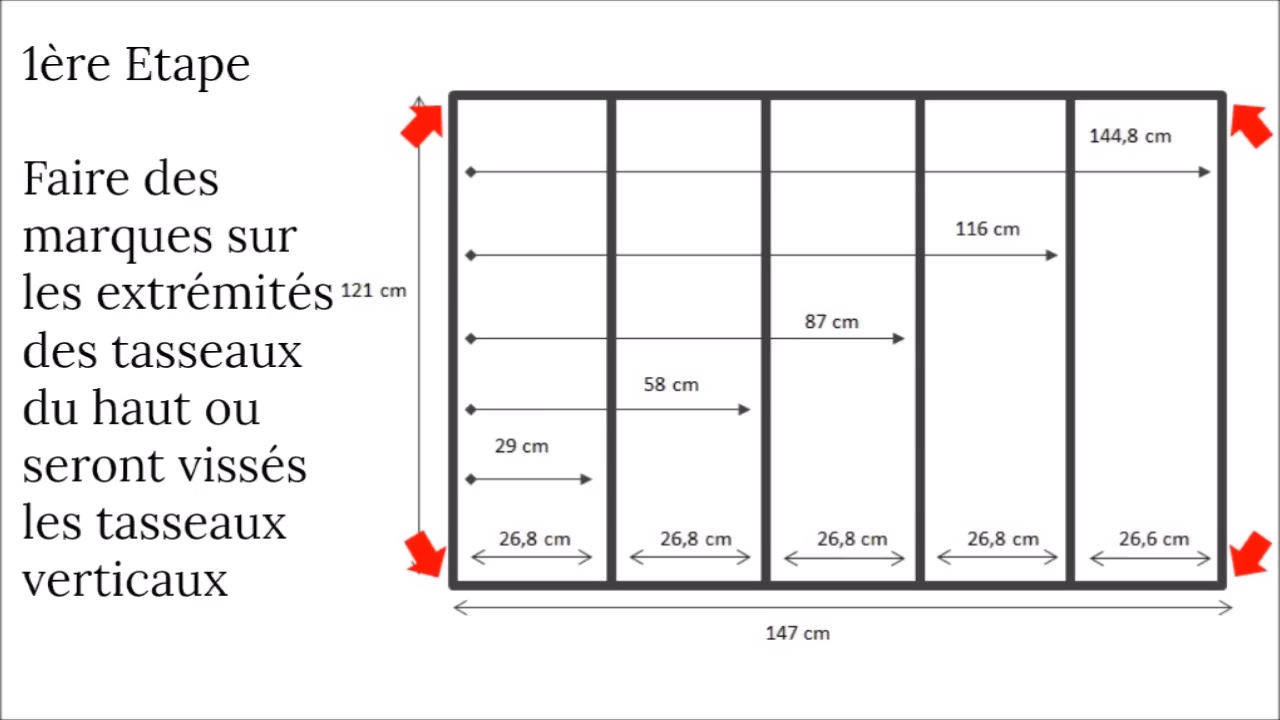 1ère Etape
Faire des
marques sur
les extrémités
des tasseaux
du haut ou
seront vissés
les tasseaux
verticaux
121 cm
144,8 cm
116 cm
87 cm
58 cm
29 cm
26,8 cm
26,8 cm
26,8 cm
26,8 cm
26,6 cm
147 cm